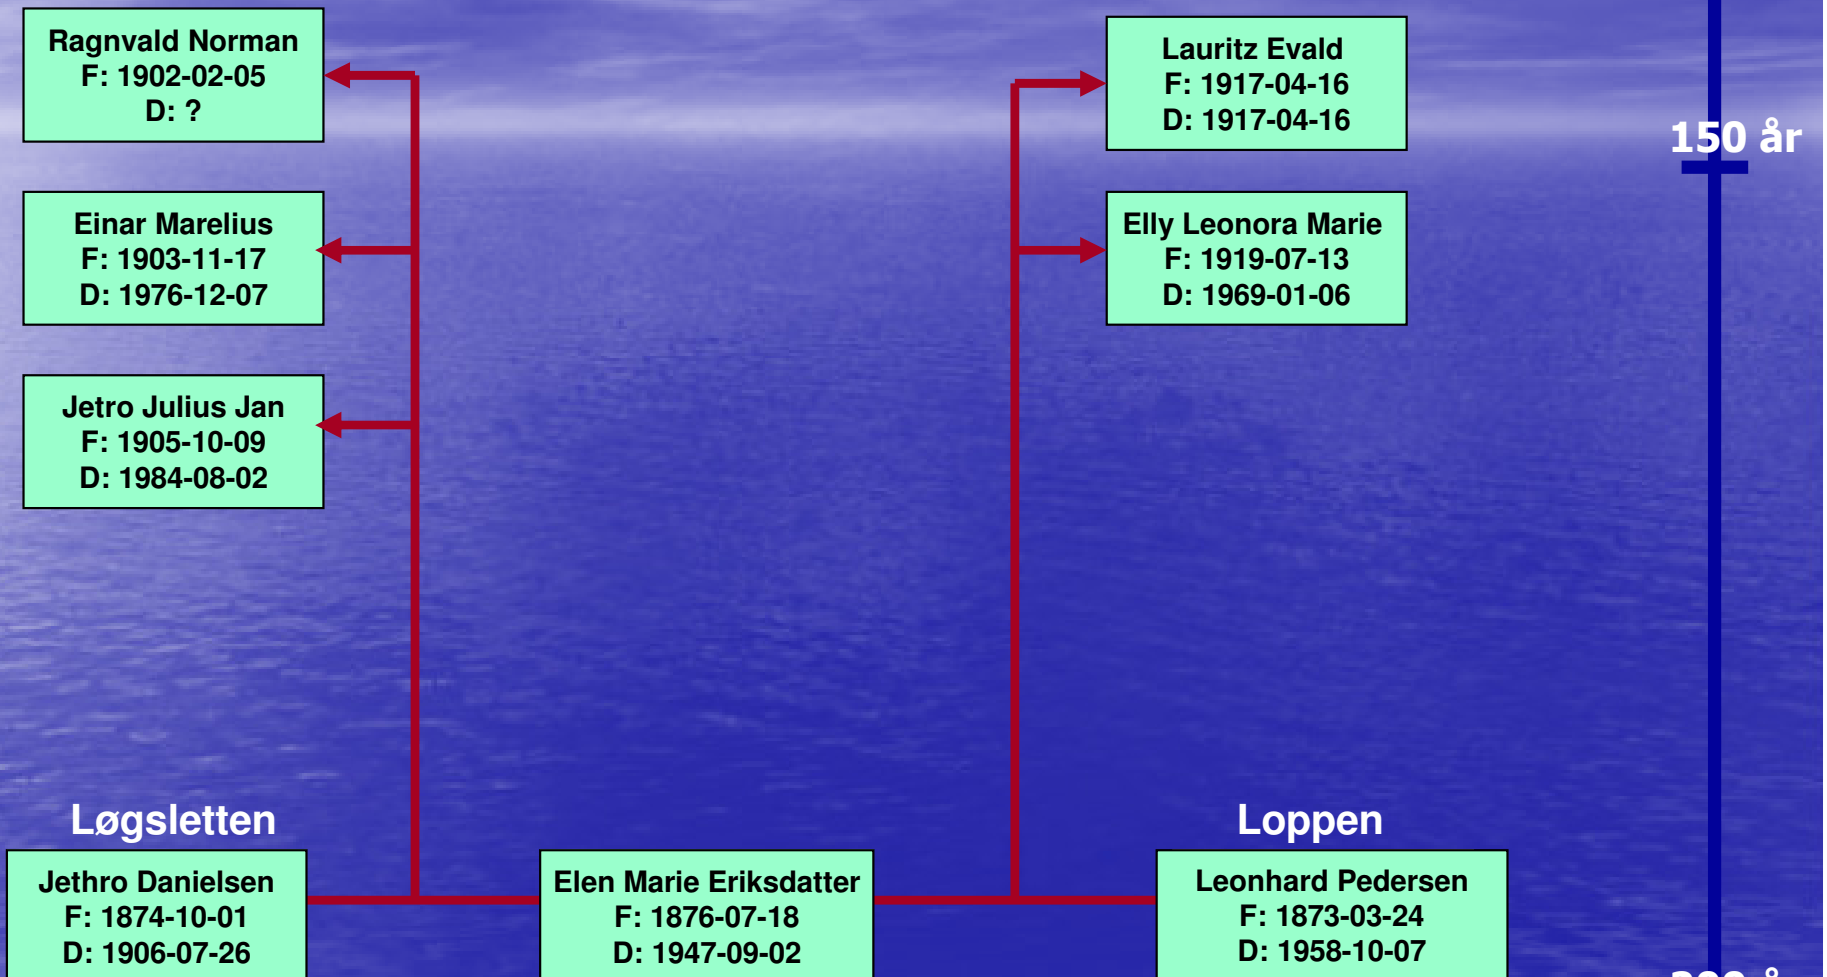 Ragnvald Norman
F: 1902-02-05
D: ?
Einar Marelius
F: 1903-11-17
D: 1976-12-07
Jetro Julius Jan
F: 1905-10-09
D: 1984-08-02
Lauritz Evald
F: 1917-04-16
D: 1917-04-16
Elly Leonora Marie
F: 1919-07-13
D: 1969-01-06
150 år
Løgsletten
Jethro Danielsen
F: 1874-10-01
D: 1906-07-26
Elen Marie Eriksdatter
F: 1876-07-18
D: 1947-09-02
Loppen
Leonhard Pedersen
F: 1873-03-24
D: 1958-10-07